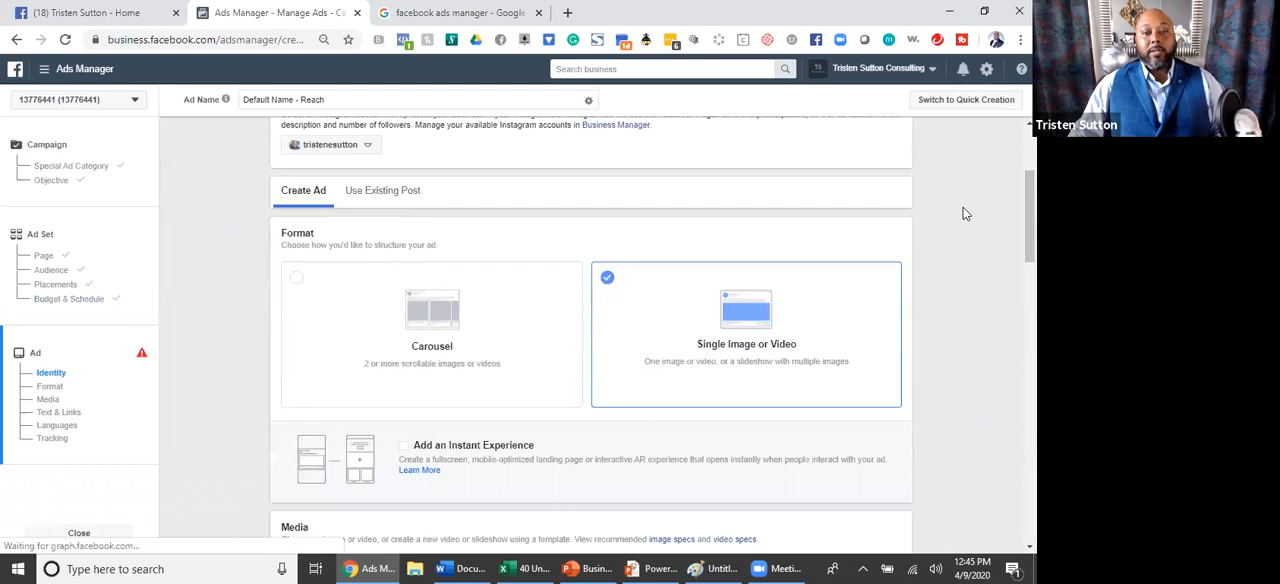 (18) Tristen Sutton - Home
Ads Manager - Manage Ads - Ca
facebook ads manager - Google
business.facebook.com/adsmanager/cre...
Ads Manager
Search business
Tristen Sutton Consulting
13776441 (13776441)
Ad Name
Default Name - Reach
Switch to Quick Creation
description and number of followers. Manage your available Instagram accounts in Business Manager.
tristenesutton
Campaign
Special Ad Category
Objective
Ad Set
Page
Audience
Placements
Budget & Schedule
Ad
Identity
Format
Media
Text & Links
Languages
Tracking
Close
Create Ad
Use Existing Post
Format
Choose how you'd like to structure your ad.
Carousel
2 or more scrollable images or videos
Single Image or Video
One image or video, or a slideshow with multiple images
Add an Instant Experience
Create a fullscreen, mobile-optimized landing page or interactive AR experience that opens instantly when people interact with your ad.
Learn More
Media
or video, or create a new video or slideshow using a template. View recommended image specs and video specs.
Waiting for graph.facebook.com...
Tristen Sutton
Type here to search
Ads M...
Docu...
40 Un...
Busin...
Power...
Untitl...
Meeti...
12:45 PM
4/9/2020